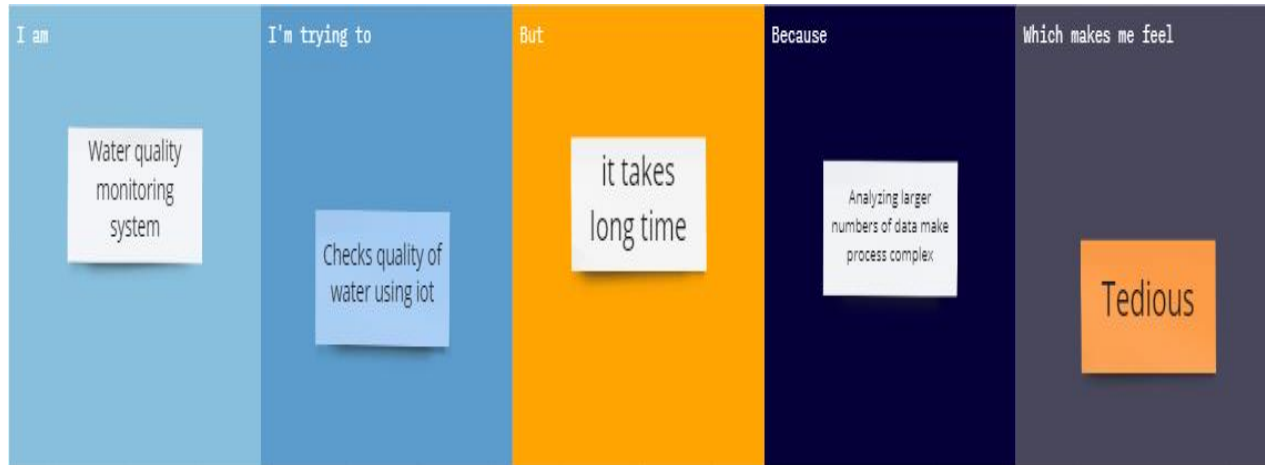 I am
Water quality
monitoring
system
I'm trying to
Checks quality of
water using iot
But
it takes
long time
Because
Analyzing larger
numbers of data make
process complex
Which makes me feel
Tedious